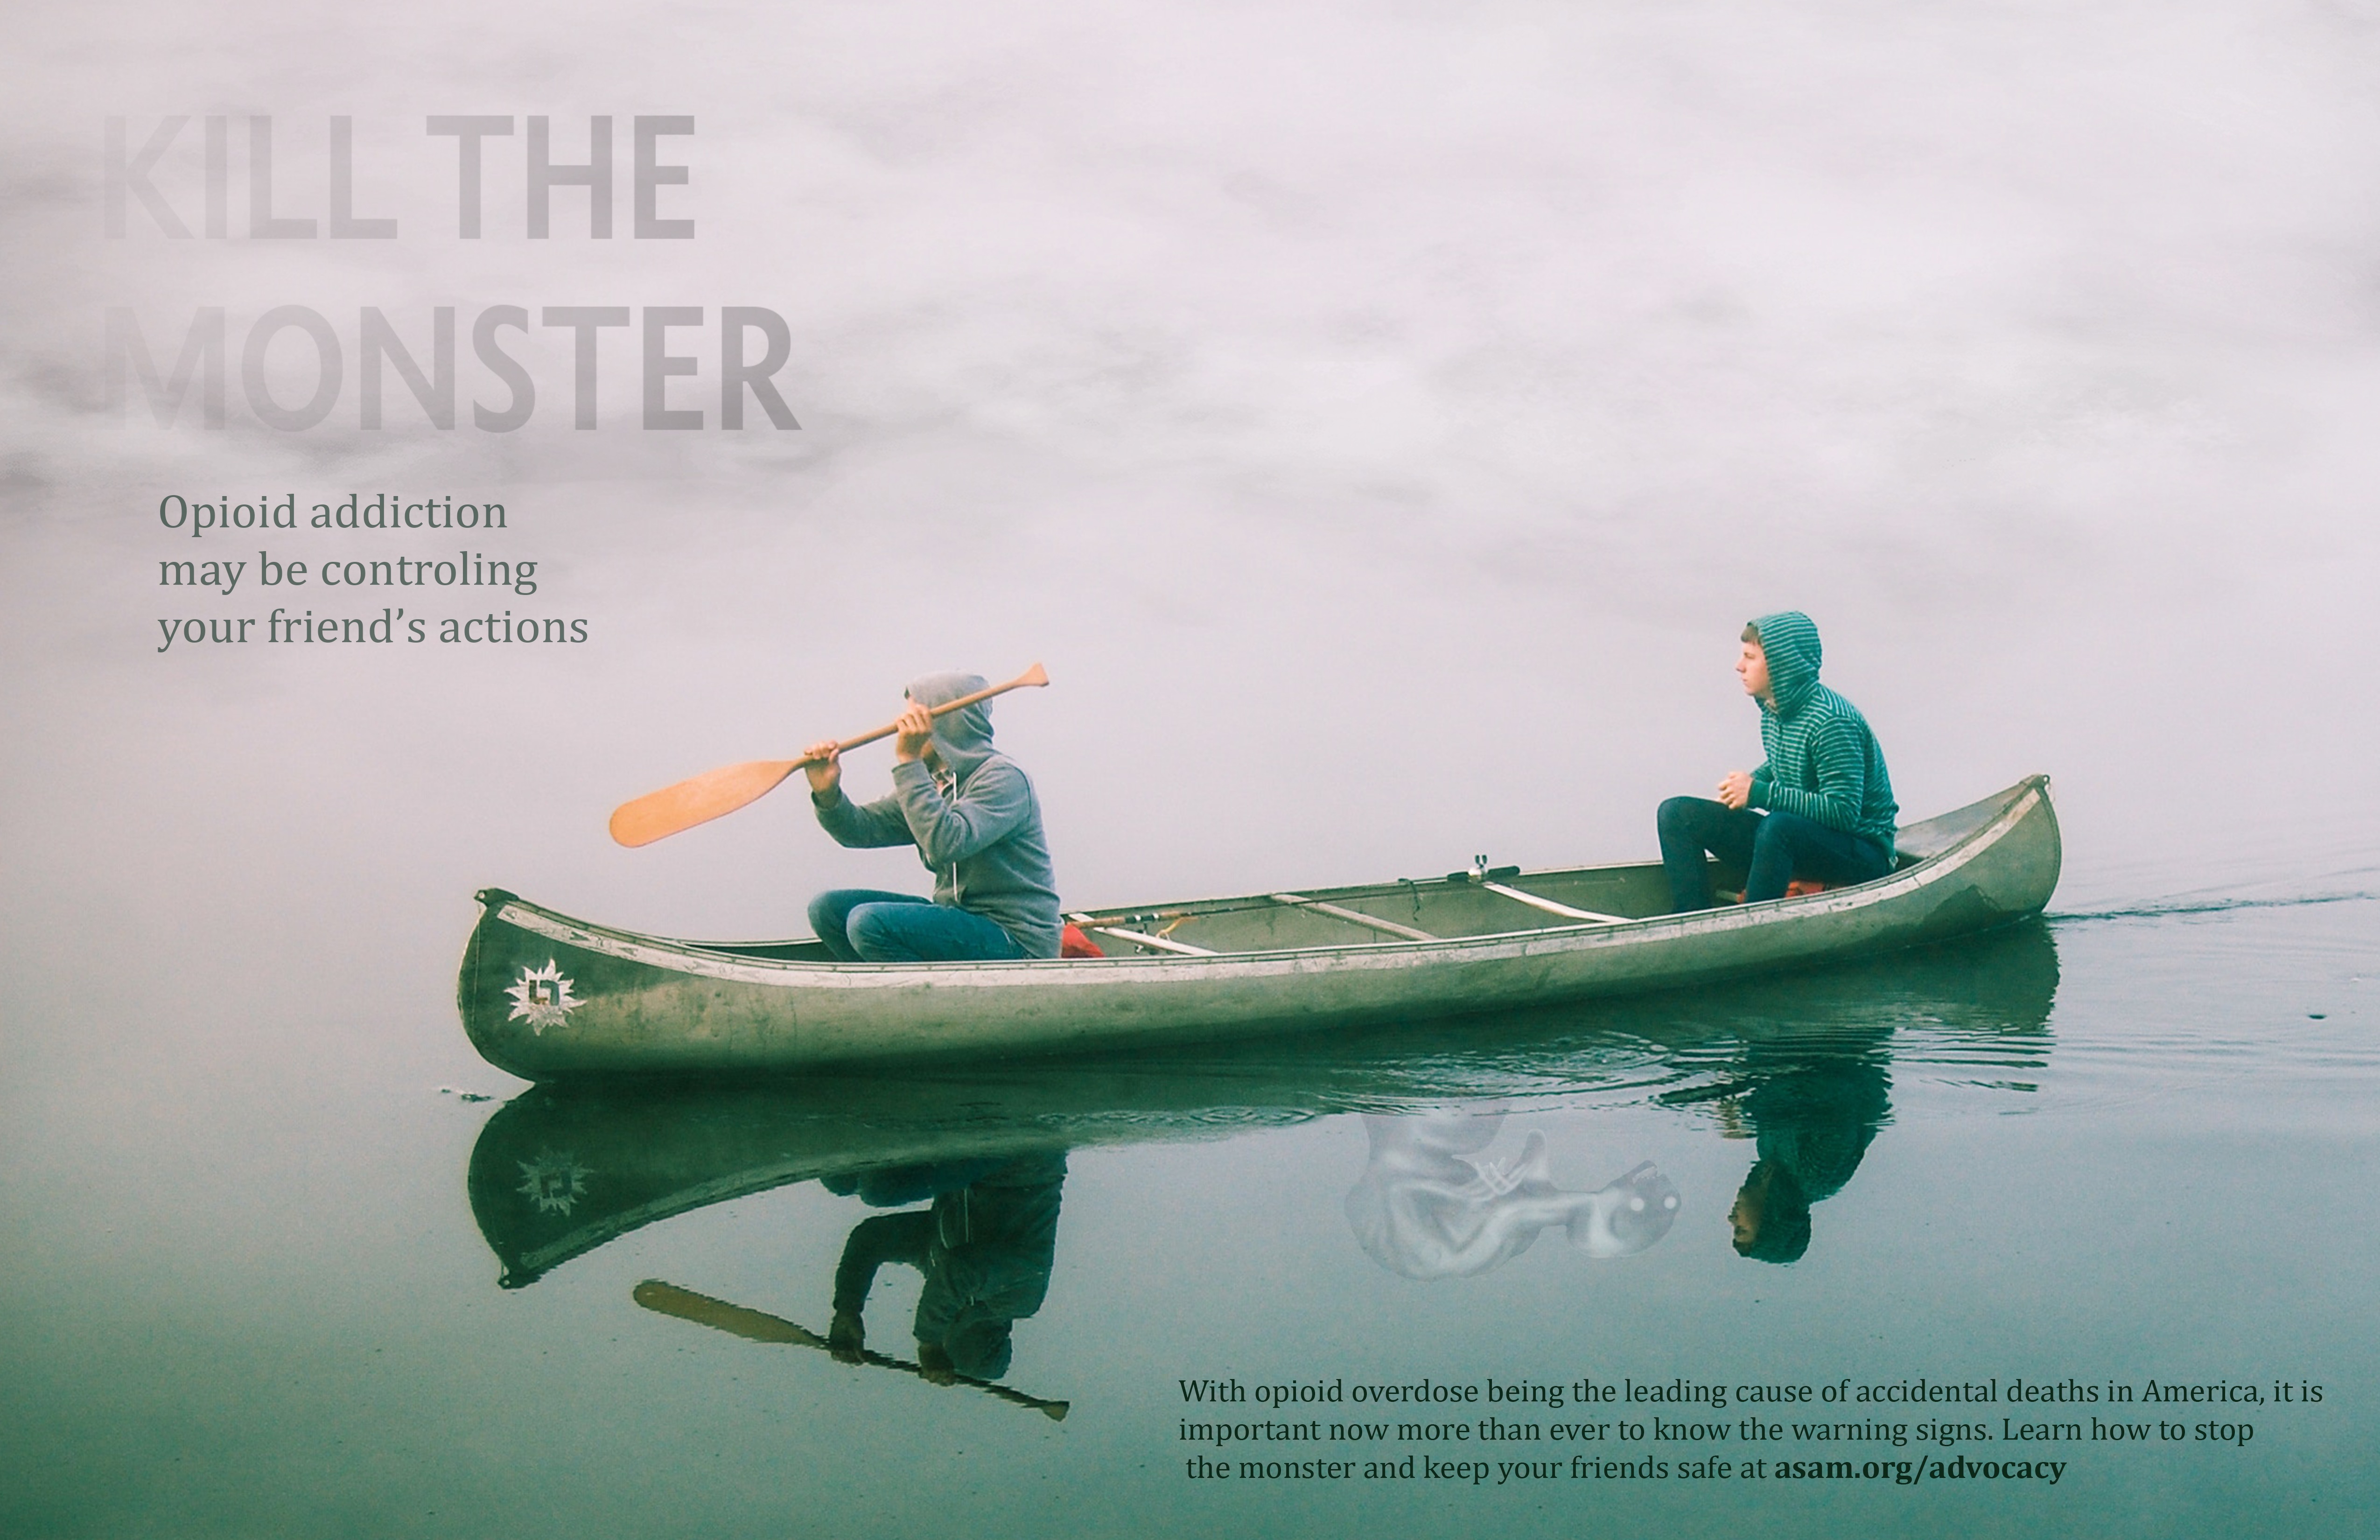 KILL THE
MONSTER
Opioid addiction
may be controling
your friend’s actions
With opioid overdose being the leading cause of accidental deaths in America, it is
important now more than ever to know the warning signs. Learn how to stop
the monster and keep your friends safe at asam.org/advocacy